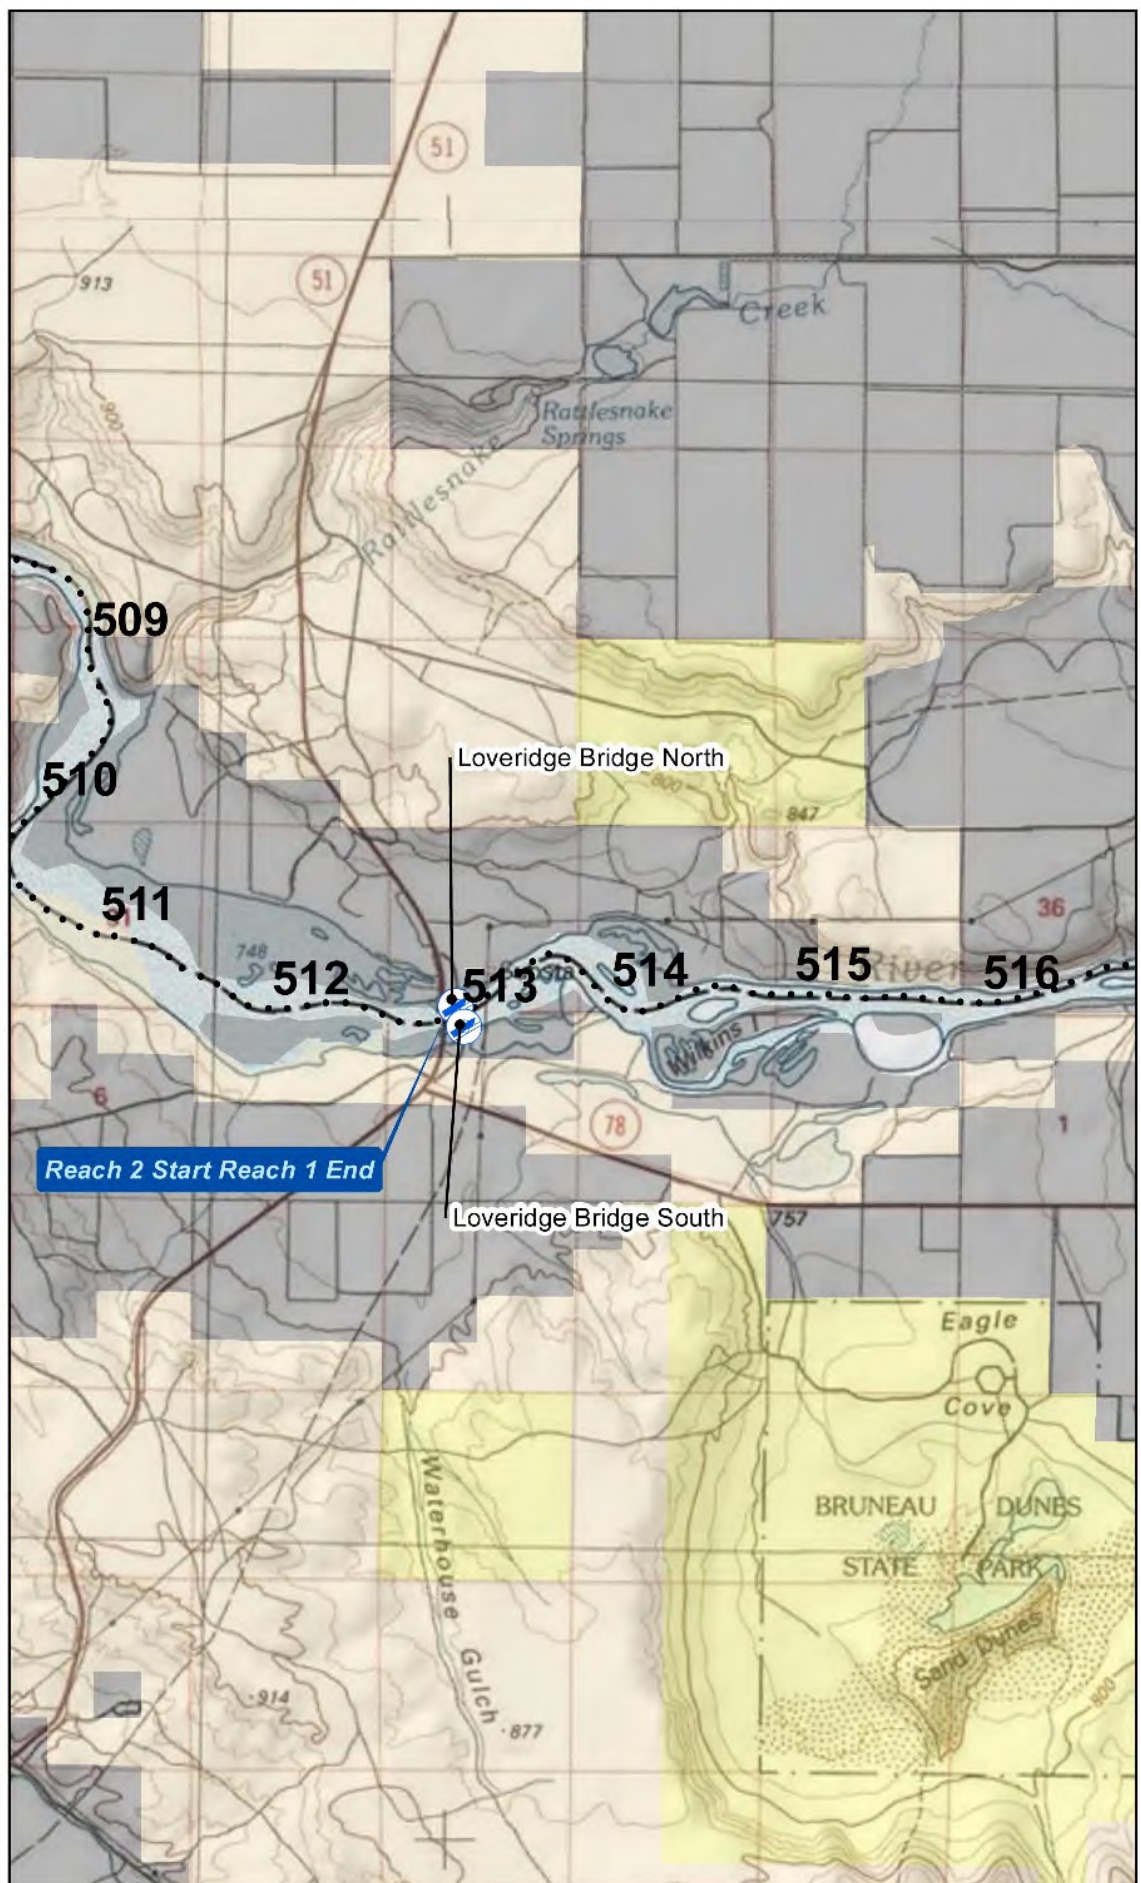 51
51
913
Creek
Rattlesnake
Springs
900
Rattlesnake
509
Loveridge Bridge North
510
800
847
511
36
748
512
513
514
515
River
516
Wilkins
6
78
1
Reach 2 Start Reach 1 End
Loveridge Bridge South
757
Eagle
Cove
Waterhouse Gulch
BRUNEAU DUNES
STATE PARK
Sand Dunes
914
877
800